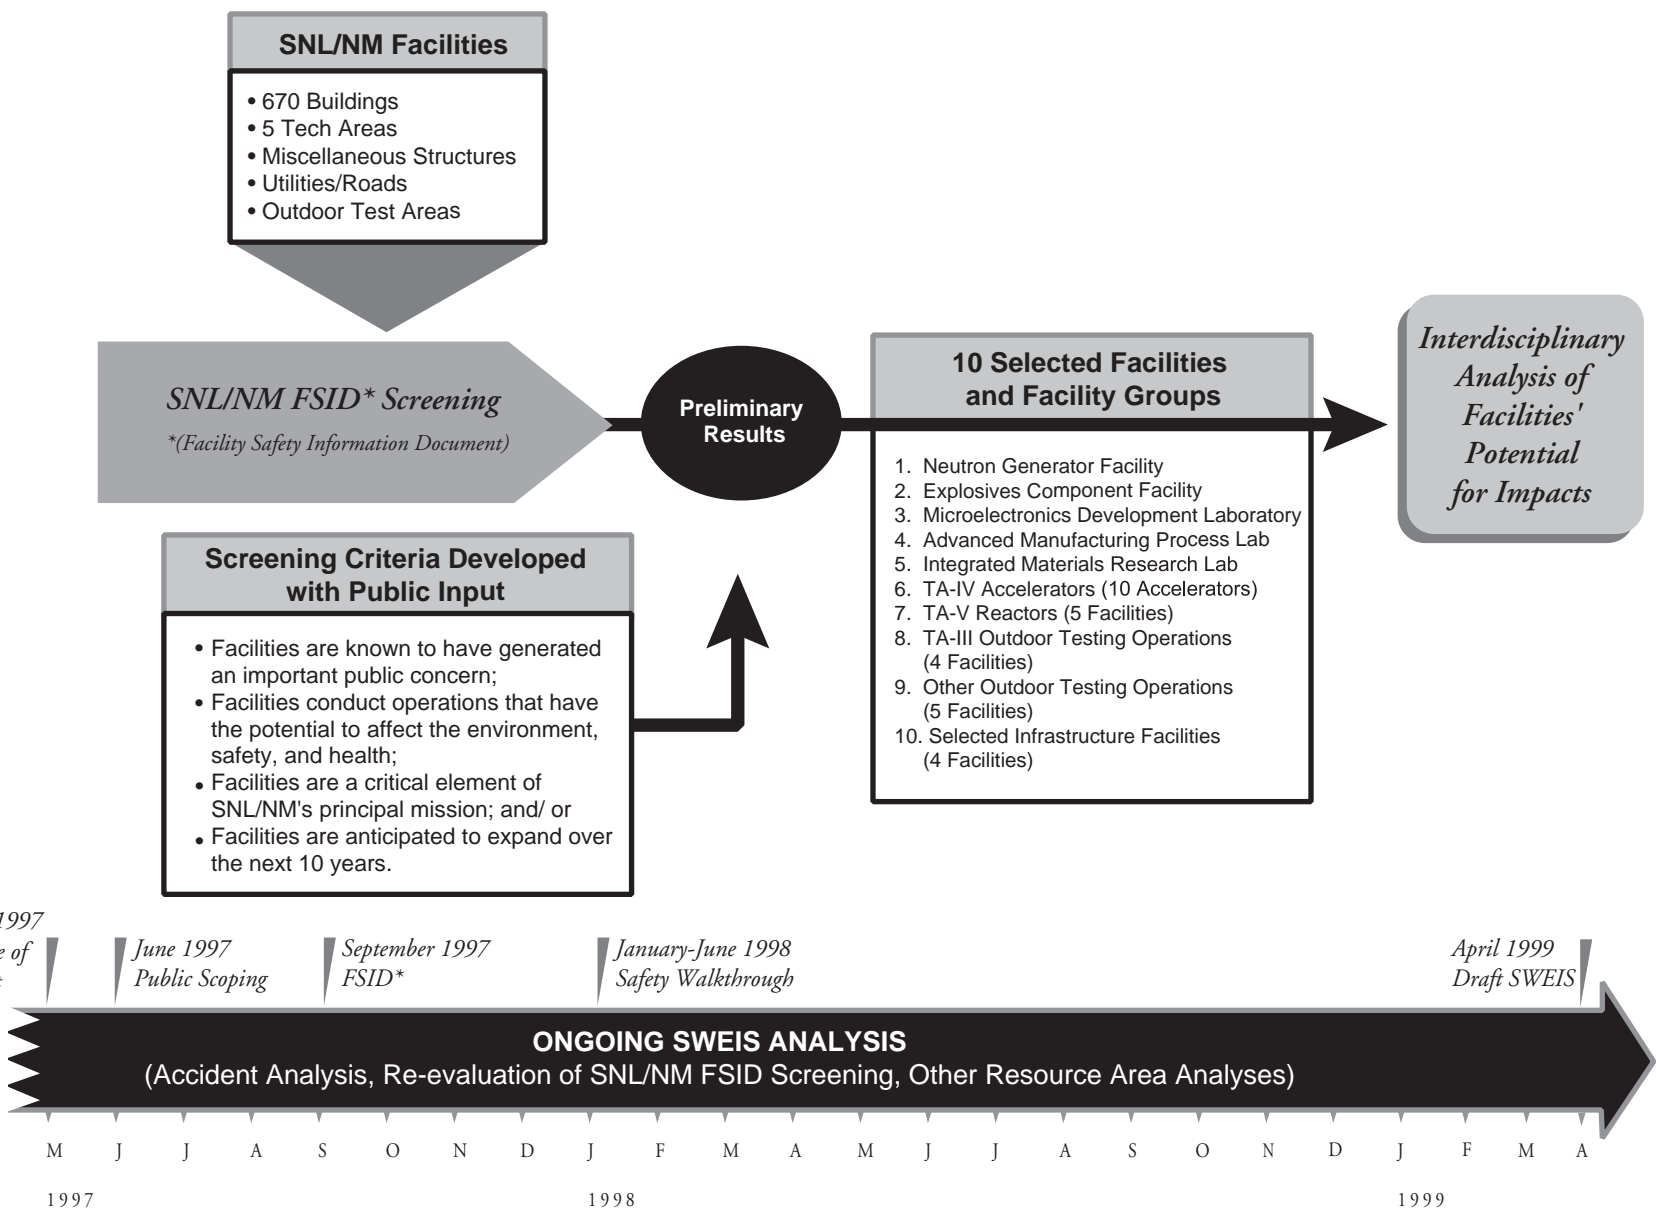 SNL/NM Facilities
• 670 Buildings
• 5 Tech Areas
• Miscellaneous Structures
• Utilities/Roads
• Outdoor Test Areas
SNL/NM FSID* Screening
*(Facility Safety Information Document)
Preliminary
Results
10 Selected Facilities
and Facility Groups
1. Neutron Generator Facility
2. Explosives Component Facility
3. Microelectronics Development Laboratory
4. Advanced Manufacturing Process Lab
5. Integrated Materials Research Lab
6. TA-IV Accelerators (10 Accelerators)
7. TA-V Reactors (5 Facilities)
8. TA-III Outdoor Testing Operations
(4 Facilities)
9. Other Outdoor Testing Operations
(5 Facilities)
10. Selected Infrastructure Facilities
(4 Facilities)
Interdisciplinary
Analysis of
Facilities'
Potential
for Impacts
Screening Criteria Developed
with Public Input
• Facilities are known to have generated
an important public concern;
• Facilities conduct operations that have
the potential to affect the environment,
safety, and health;
• Facilities are a critical element of
SNL/NM's principal mission; and/ or
• Facilities are anticipated to expand over
the next 10 years.
1997
of
June 1997
Public Scoping
September 1997
FSID*
January-June 1998
Safety Walkthrough
April 1999
Draft SWEIS
ONGOING SWEIS ANALYSIS
(Accident Analysis, Re-evaluation of SNL/NM FSID Screening, Other Resource Area Analyses)
M J J A S O N D J F M A M J J A S O N D J F M A
1997 1998 1999